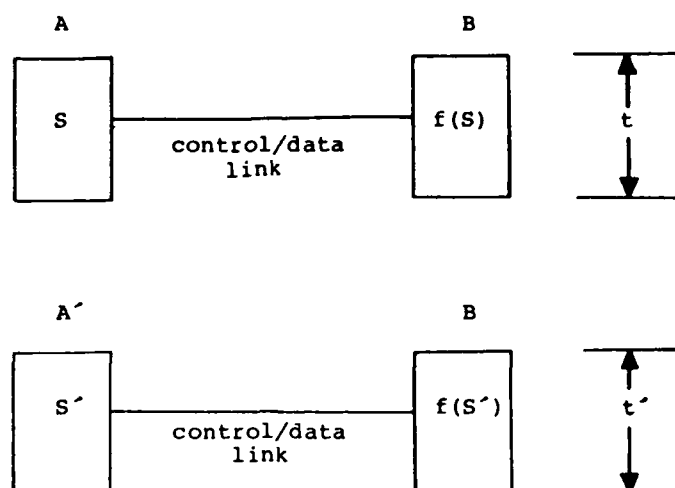 A B
S f(S) t
control/data
link
A´ B
S´ f(S´) t´
control/data
link